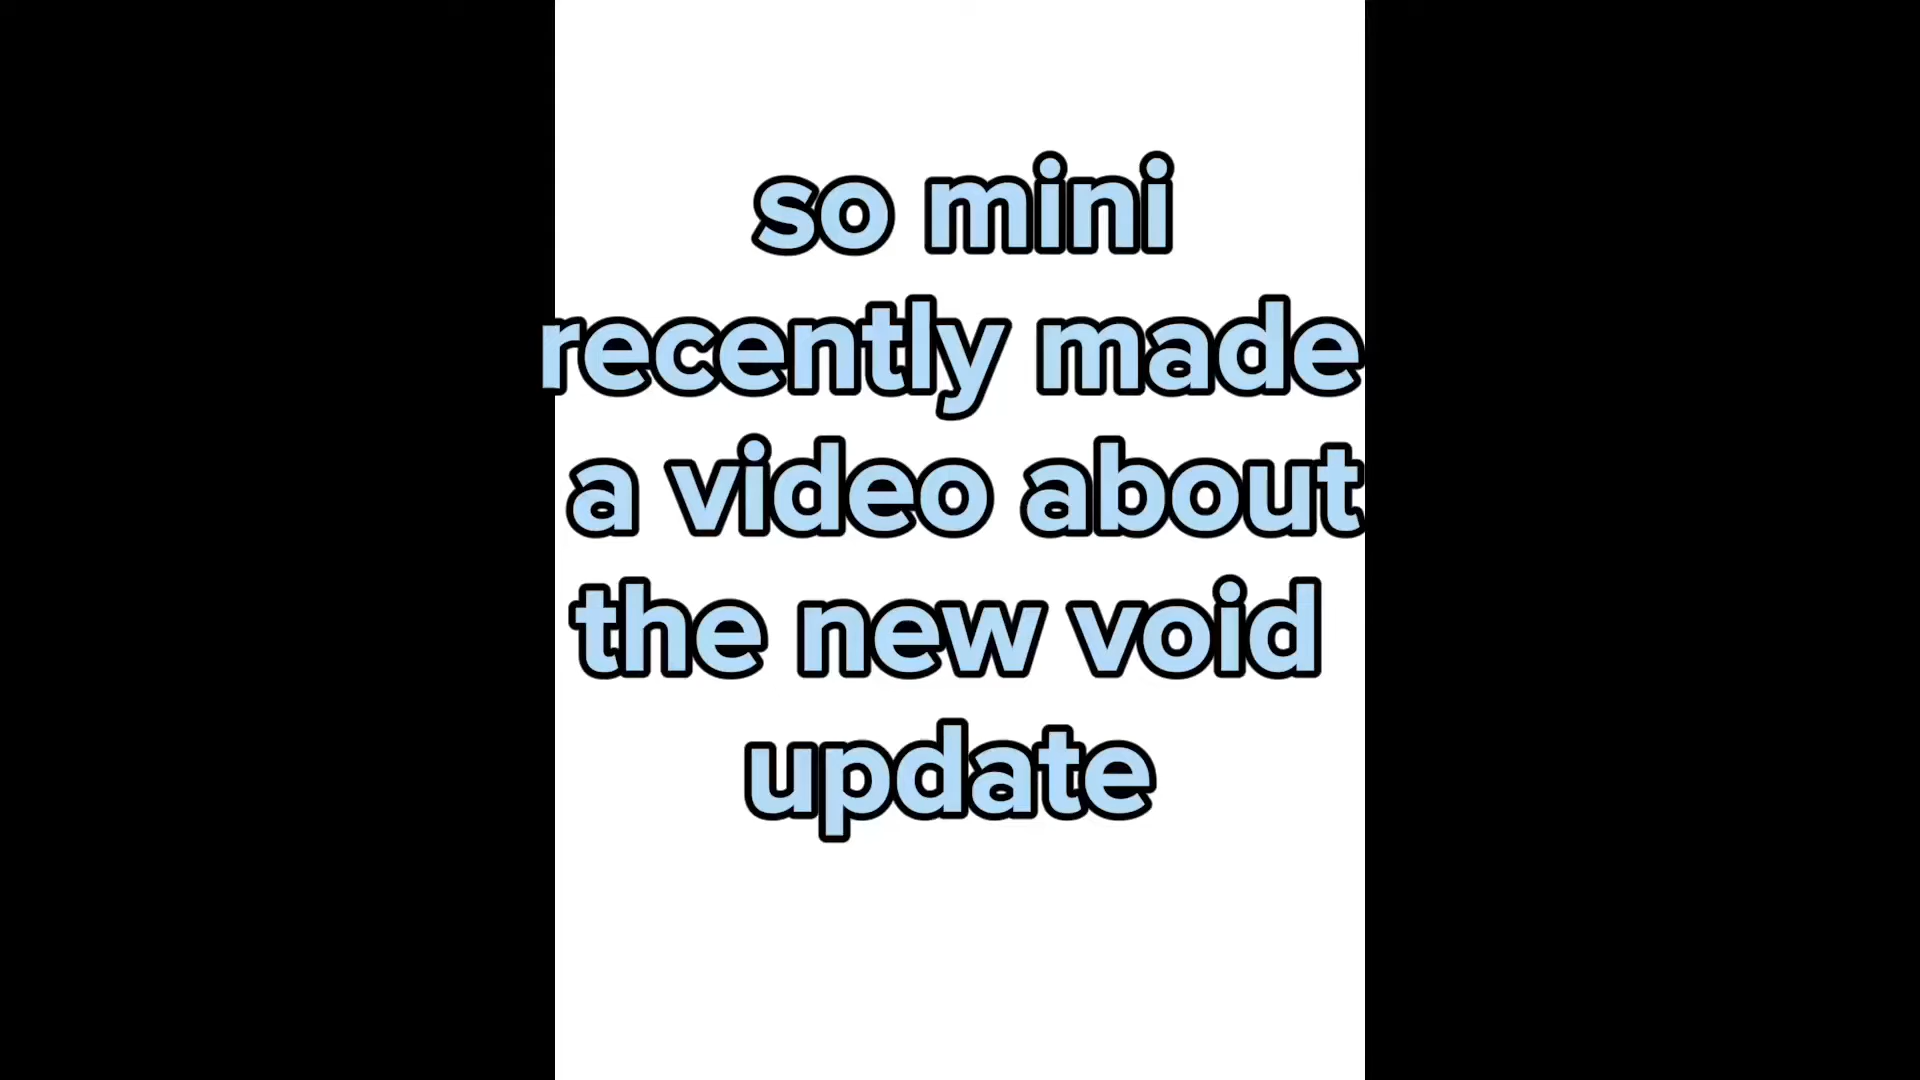 so mini
recently made
a video about
the new void
update